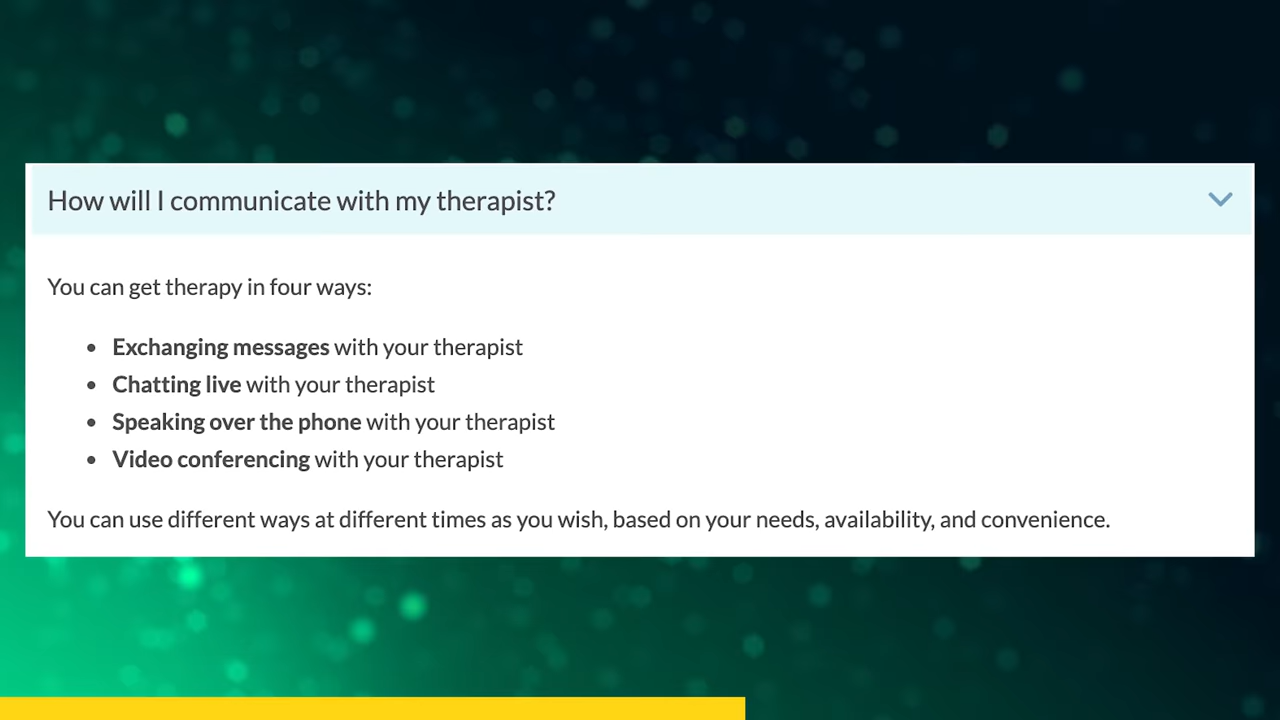 How will I communicate with my therapist?
You can get therapy in four ways:
Exchanging messages with your therapist
Chatting live with your therapist
Speaking over the phone with your therapist
Video conferencing with your therapist
You can use different ways at different times as you wish, based on your needs, availability, and convenience.